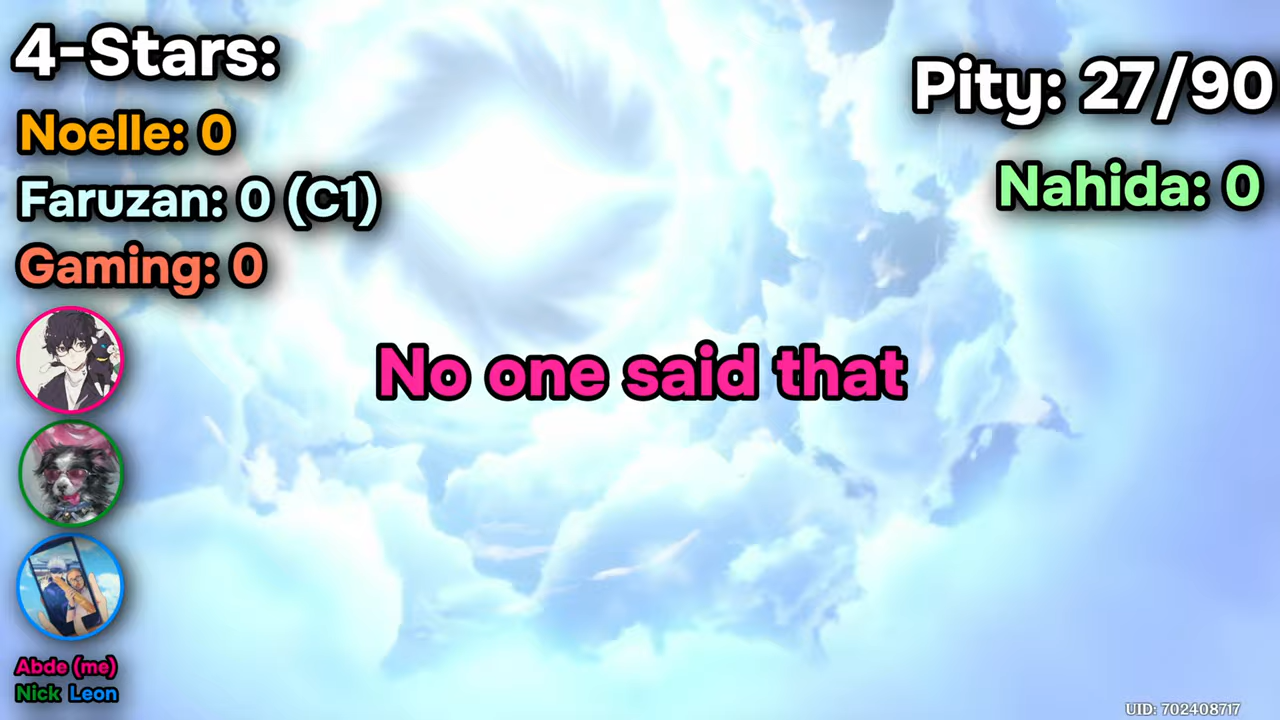 4-Stars:
Noelle: 0
Faruzan: 0 (C1)
Gaming: 0
Pity: 27/90
Nahida: 0
No one said that
Abde (me)
Nick Leon
UID: 702408717